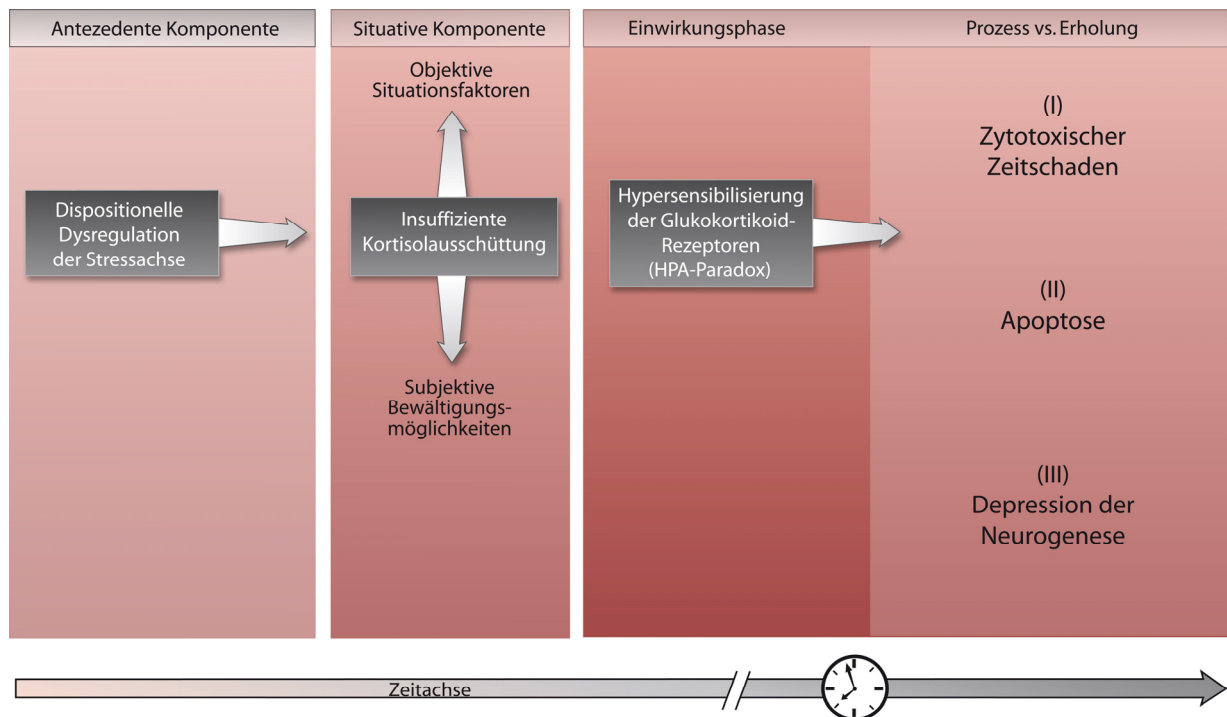 Antezedente Komponente
Situative Komponente
Einwirkungsphase
Prozess vs. Erholung
Dispositionelle
Dysregulation
der Stressachse
Objektive
Situationsfaktoren
Insuffiziente
Kortisolausschüttung
Subjektive
Bewältigungs-
möglichkeiten
Hypersensibilisierung
der Glukokortikoid-
Rezeptoren
(HPA-Paradox)
(I)
Zytotoxischer
Zeitschaden
(II)
Apoptose
(III)
Depression der
Neurogenese
Zeitachse